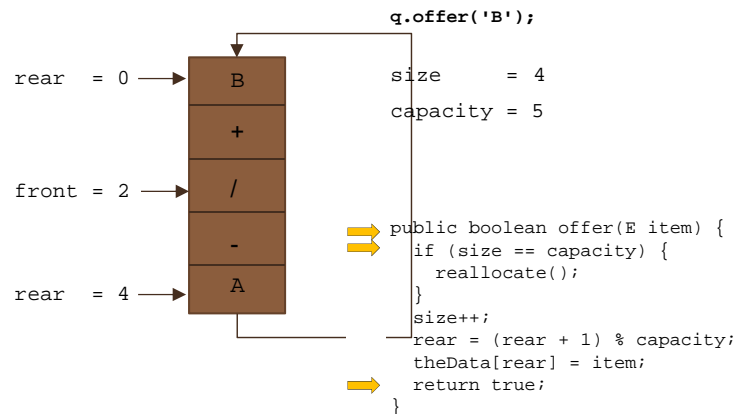 q.offer('B');
rear = 0
B
size = 4
+
capacity = 5
front = 2
/
-
rear = 4
A
public boolean offer(E item) {
if (size == capacity) {
reallocate();
}
size++;
rear = (rear + 1) % capacity;
theData[rear] = item;
return true;
}